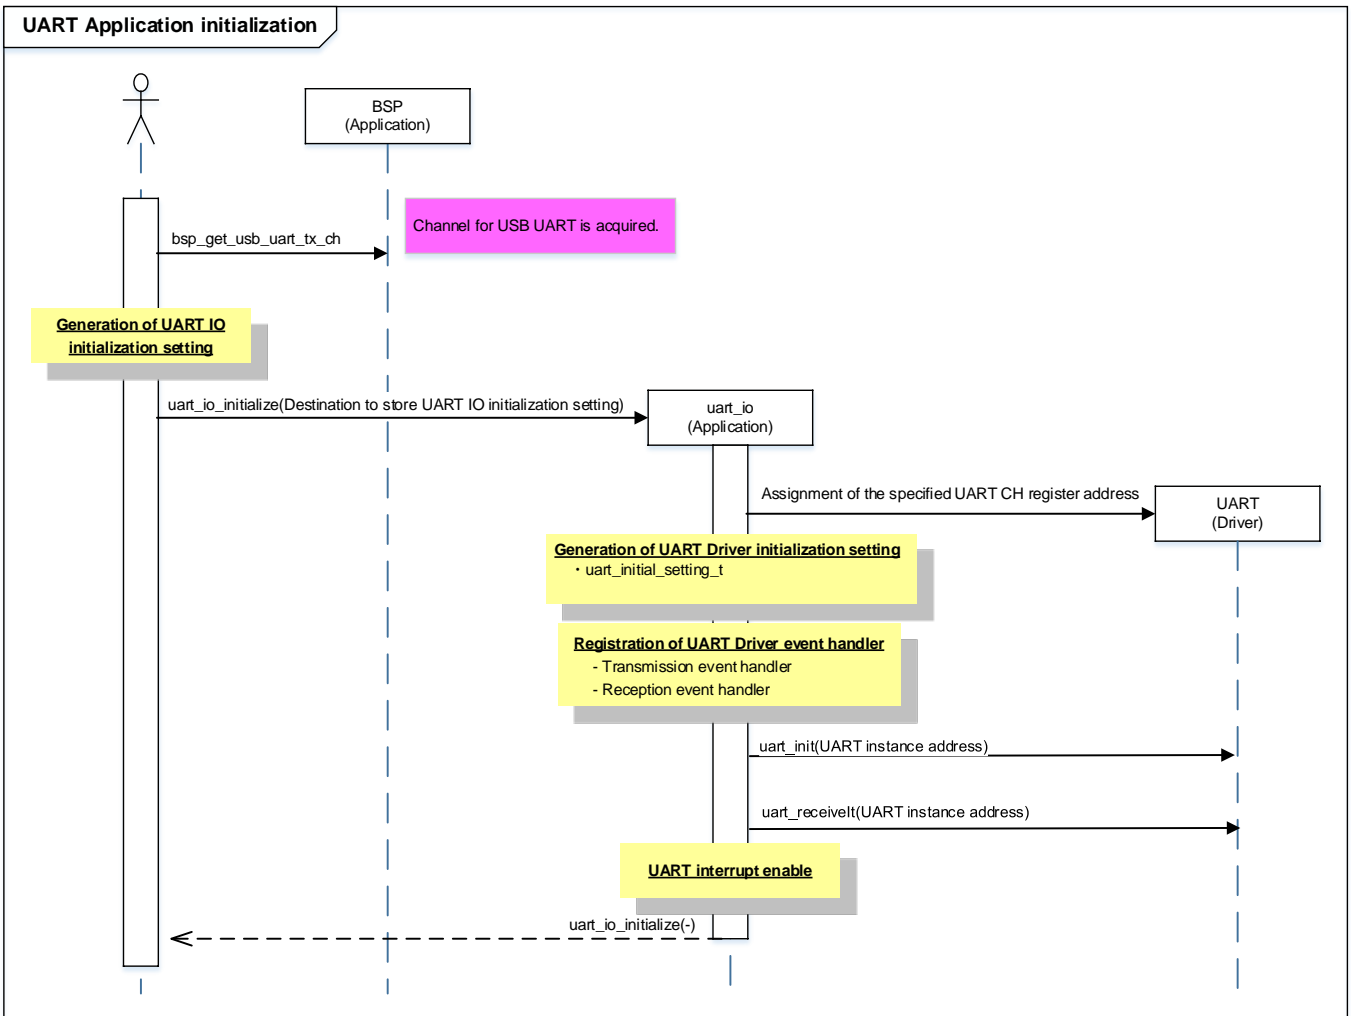 UART Application initialization
BSP
(Application)
Channel for USB UART is acquired.
bsp_get_usb_uart_tx_ch
Generation of UART IO
initialization setting
uart_io_initialize(Destination to store UART IO initialization setting)
uart_io
(Application)
Assignment of the specified UART CH register address
UART
(Driver)
Generation of UART Driver initialization setting
・uart_initial_setting_t
Registration of UART Driver event handler
- Transmission event handler
- Reception event handler
uart_init(UART instance address)
uart_receiveIt(UART instance address)
UART interrupt enable
uart_io_initialize(-)